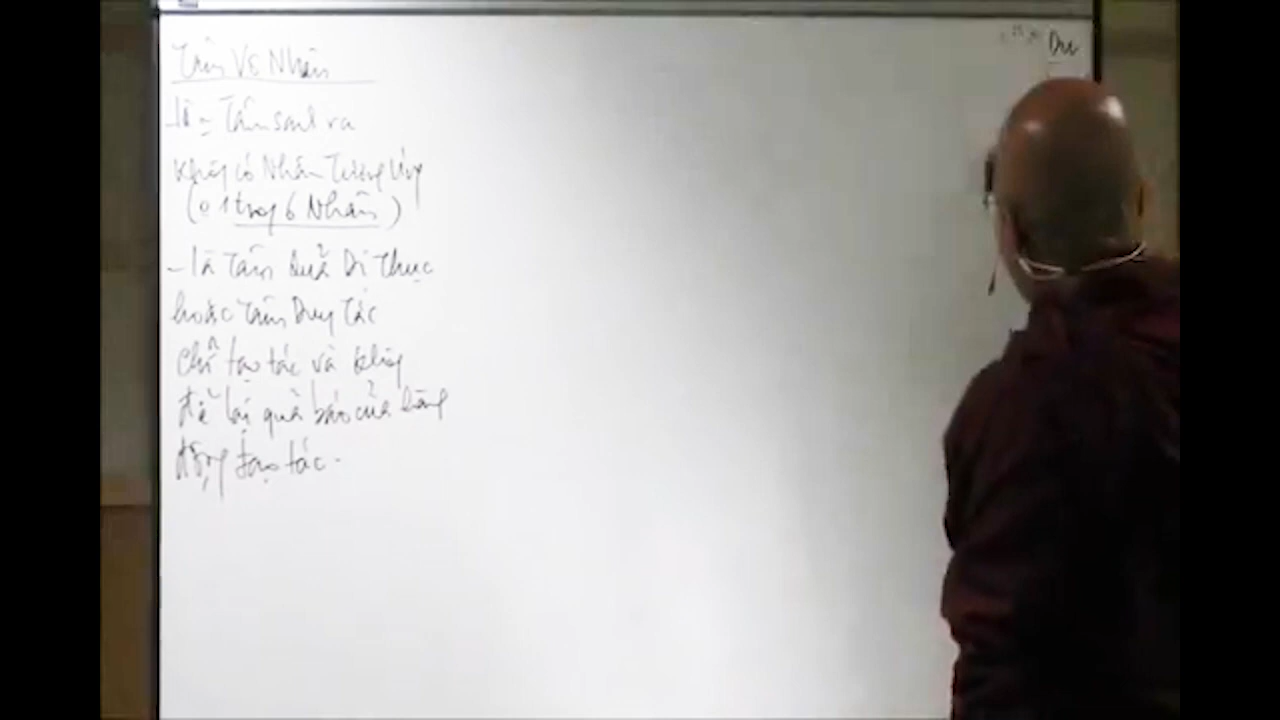 Tâm Vô Nhân
là = Tâm sanh ra
không có Nhân Tương Ưng
(0 1 trong 6 Nhân)
- là Tâm Quả Dị Thục
hoặc Tâm Duy Tác
chỉ tạo tác và không
để lại quả báo của hành
động tạo tác.
Du